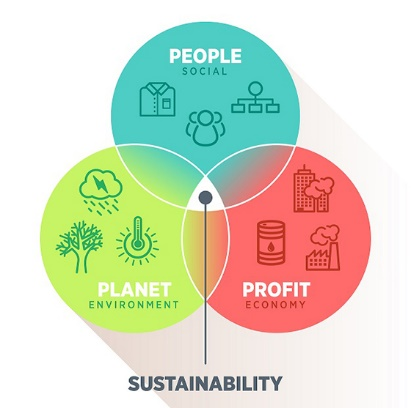 PEOPLE
SOCIAL
PLANET
ENVIRONMENT
PROFIT
ECONOMY
SUSTAINABILITY